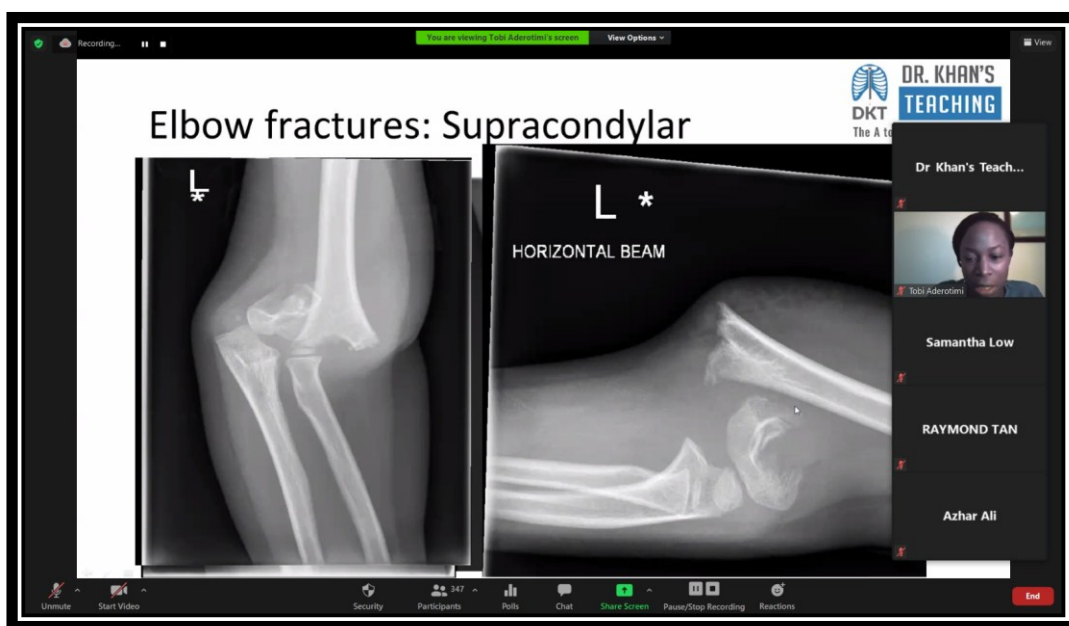 Recording...
You are viewing Tobi Aderotimi's screen
View Options
View
Elbow fractures: Supracondylar
DR. KHAN'S
TEACHING
DKT
The A to
L
*
L *
HORIZONTAL BEAM
Dr Khan's Teach...
Tobi Aderotimi
Samantha Low
RAYMOND TAN
Azhar Ali
Unmute
Start Video
Security
347
Participants
Polls
Chat
Share Screen
Pause/Stop Recording
Reactions
End